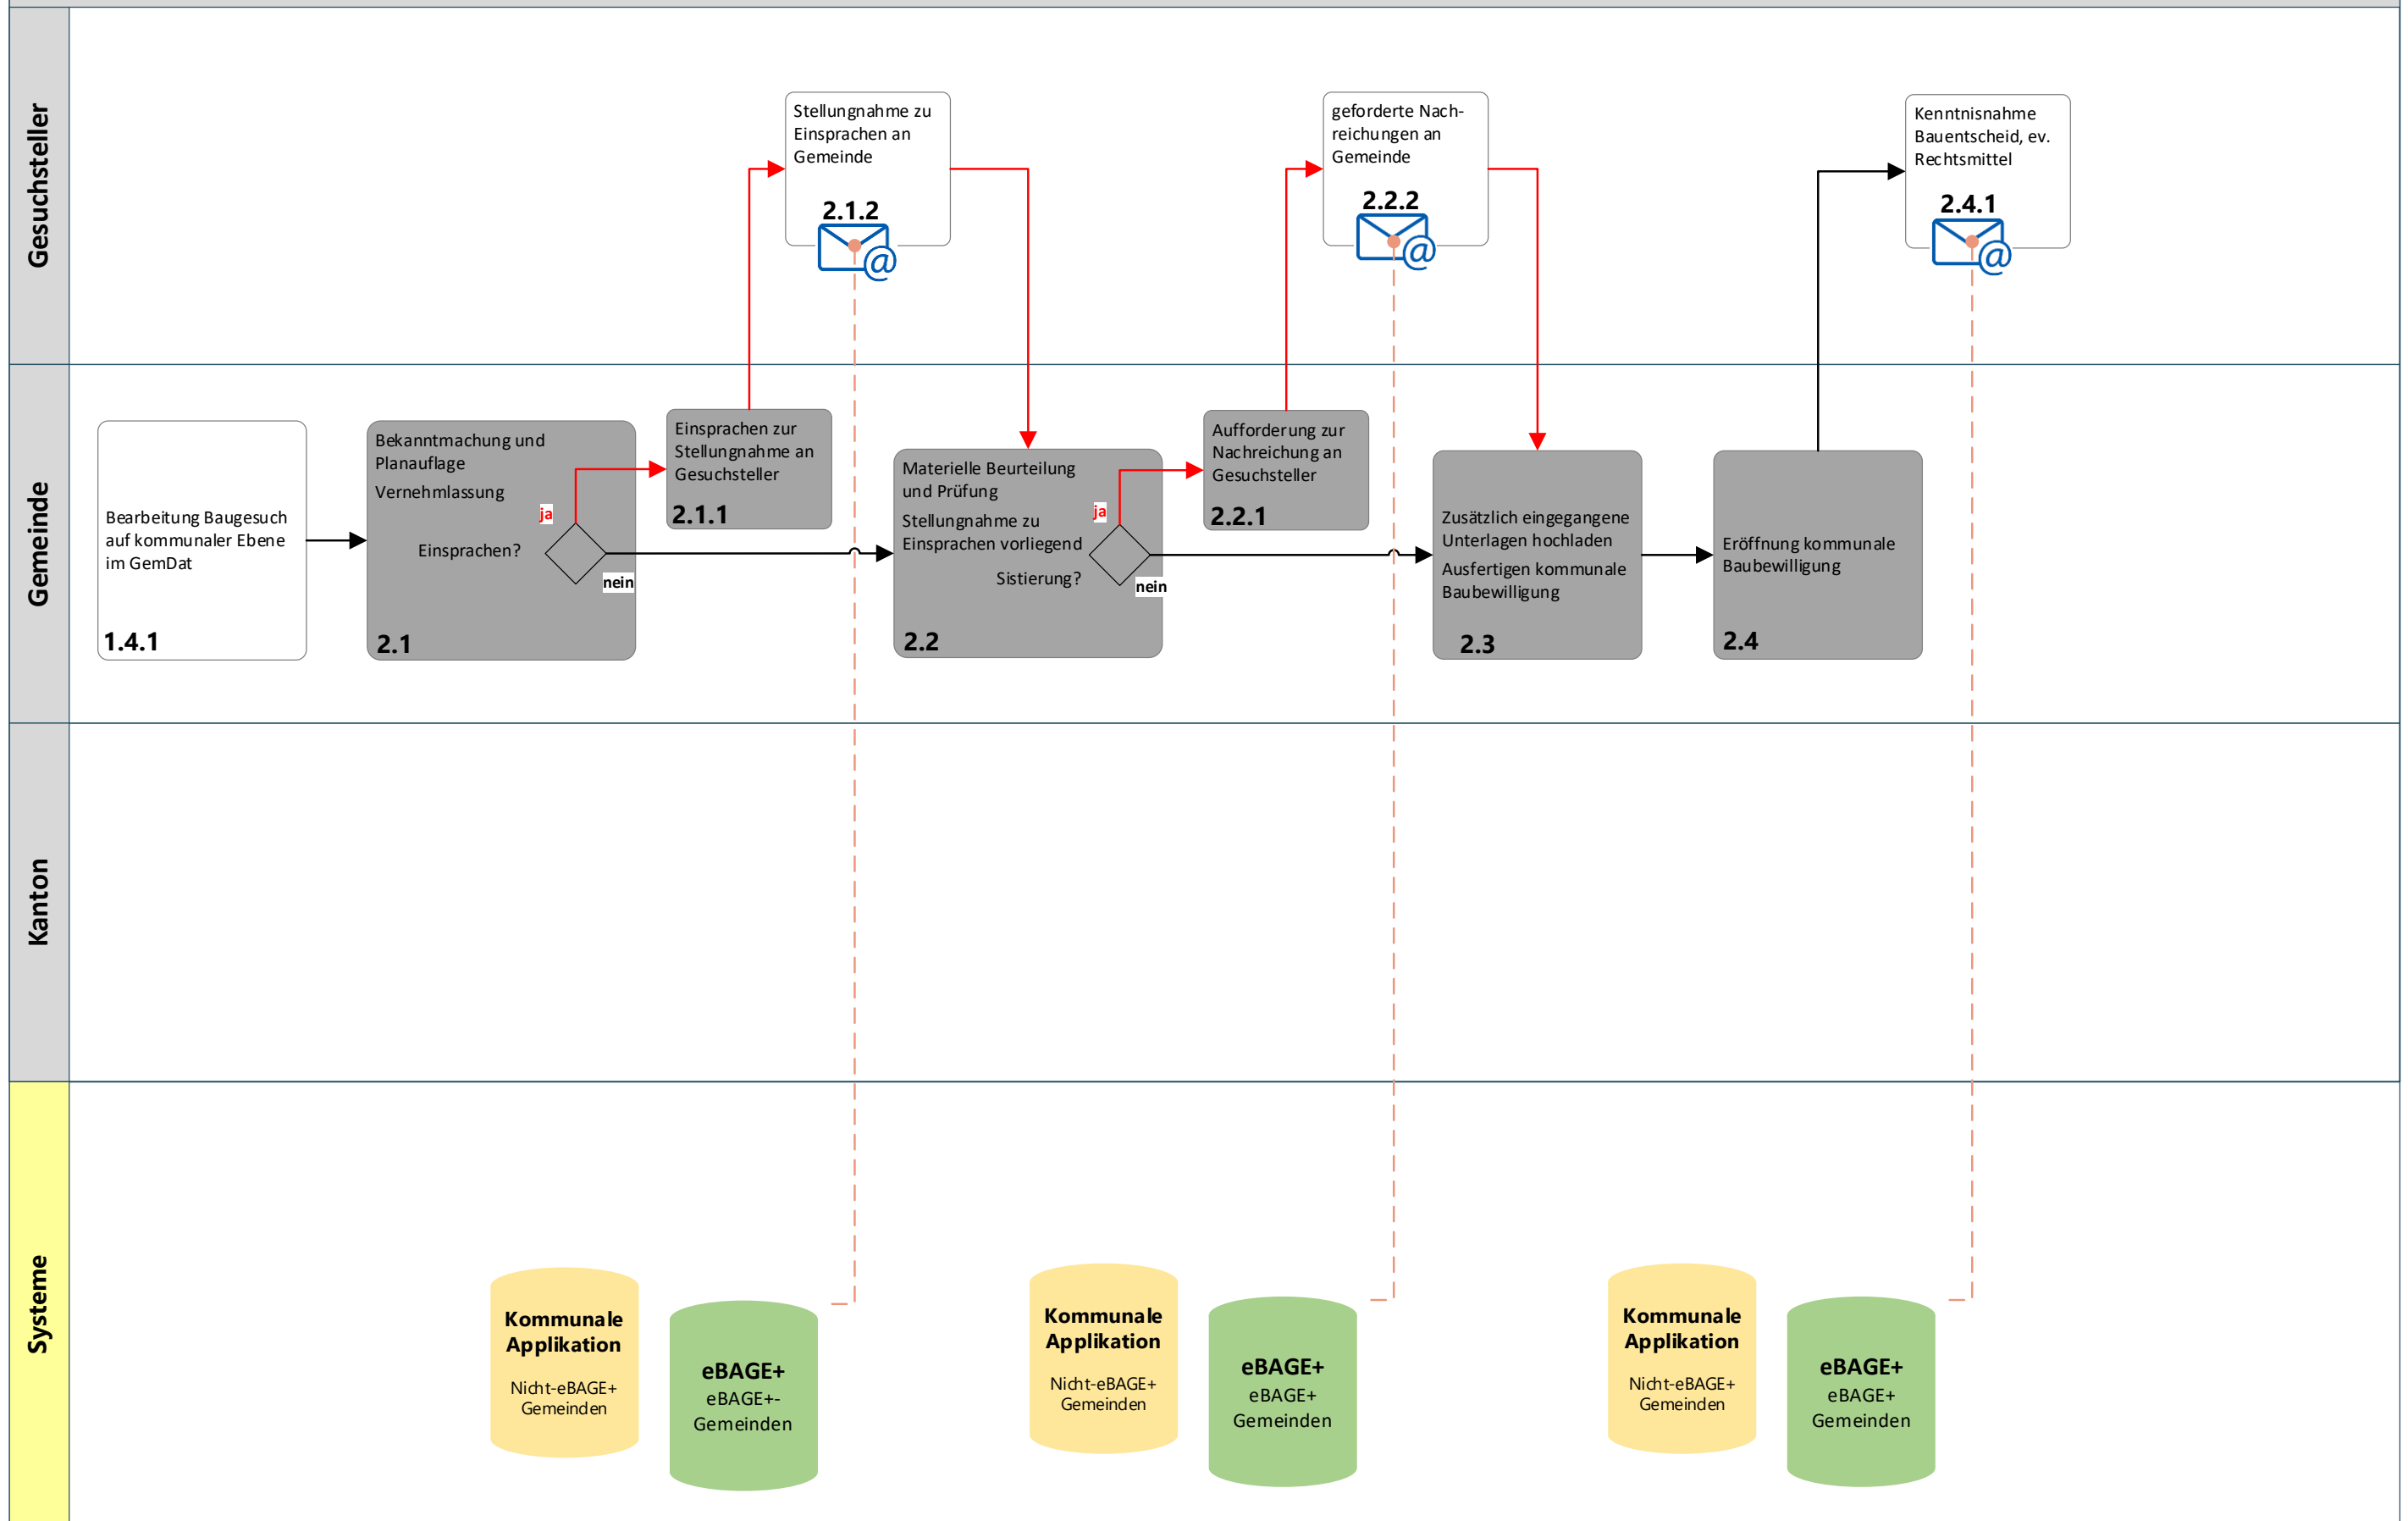 Gesuchsteller
Stellungnahme zu
Einsprachen an
Gemeinde
2.1.2
@
geforderte Nach-
reichungen an
Gemeinde
2.2.2
@
Kenntnisnahme
Bauentscheid, ev.
Rechtsmittel
2.4.1
@
Gemeinde
Bearbeitung Baugesuch
auf kommunaler Ebene
im GemDat
1.4.1
Bekanntmachung und
Planauflage
Vernehmlassung
ja
Einsprachen?
nein
2.1
Einsprachen zur
Stellungnahme an
Gesuchsteller
2.1.1
Materielle Beurteilung
und Prüfung
Stellungnahme zu
Einsprachen vorliegend
ja
Sistierung?
nein
2.2
Aufforderung zur
Nachreichung an
Gesuchsteller
2.2.1
Zusätzlich eingegangene
Unterlagen hochladen
Ausfertigen kommunale
Baubewilligung
2.3
Eröffnung kommunale
Baubewilligung
2.4
Kanton
Systeme
Kommunale
Applikation
Nicht-eBAGE+
Gemeinden
eBAGE+
eBAGE+-
Gemeinden
Kommunale
Applikation
Nicht-eBAGE+
Gemeinden
eBAGE+
eBAGE+
Gemeinden
Kommunale
Applikation
Nicht-eBAGE+
Gemeinden
eBAGE+
eBAGE+
Gemeinden